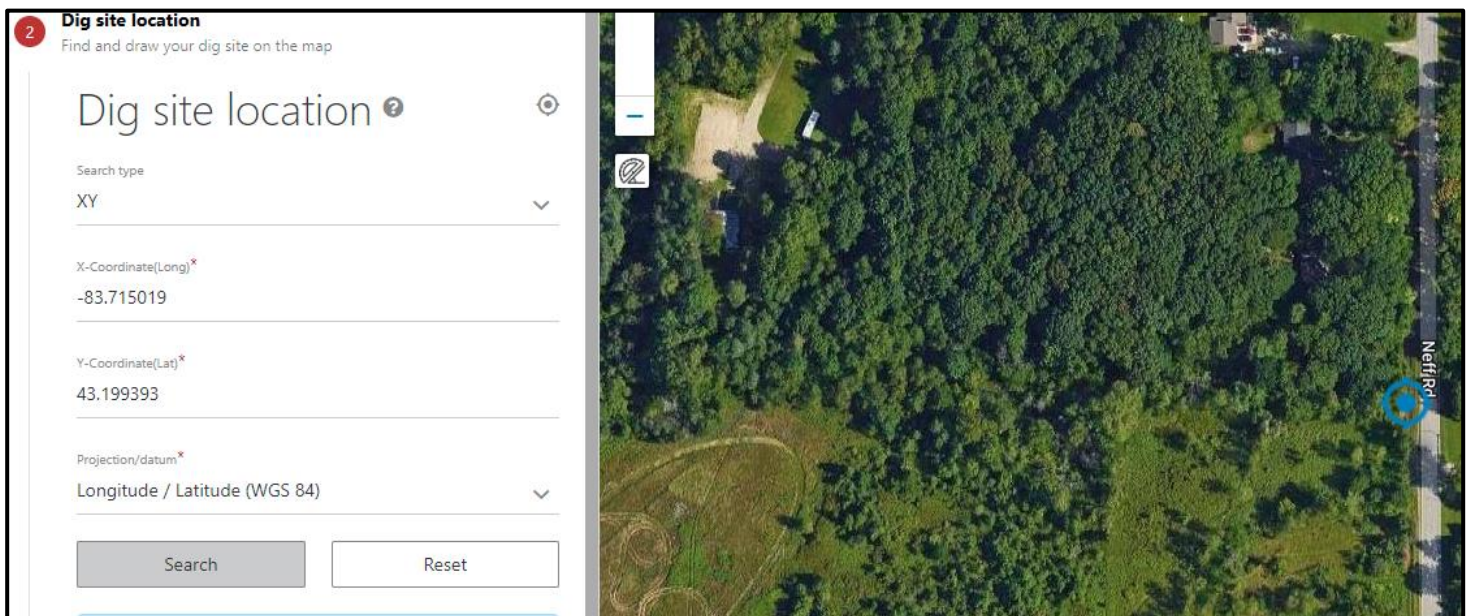 2
Dig site location
Find and draw your dig site on the map
Dig site location ?
Search type
XY
X-Coordinate(Long)*
-83.715019
Y-Coordinate(Lat)*
43.199393
Projection/datum*
Longitude / Latitude (WGS 84)
Search
Reset
Neff Rd